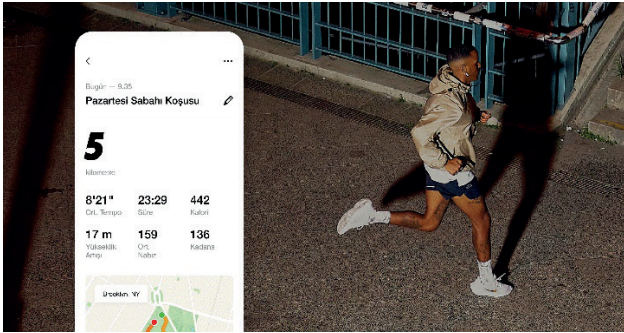 Bugün — 9.35
Pazartesi Sabahı Koşusu
5
kilometre
8'21" 23:29 442
Ort. Tempo Süre Kalori
17 m 159 136
Yükseklik Artışı Ort. Nabız Kadans
Brooklyn, NY